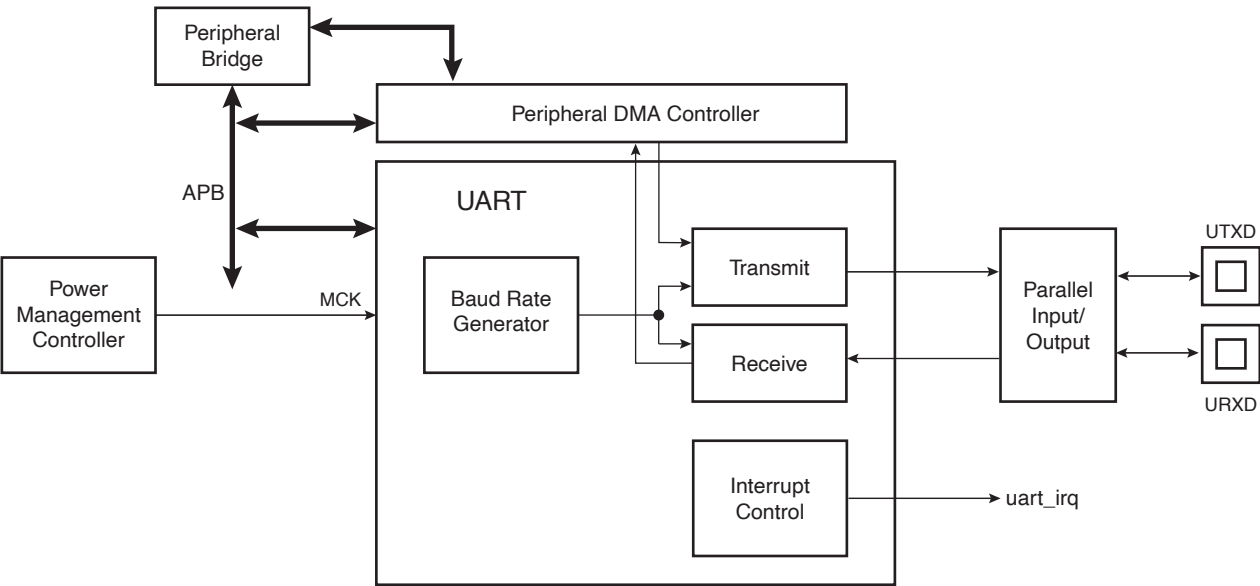 Peripheral
Bridge
Peripheral DMA Controller
APB
UART
Power
Management
Controller
MCK
Baud Rate
Generator
Transmit
Receive
Parallel
Input/
Output
UTXD
URXD
Interrupt
Control
uart_irq